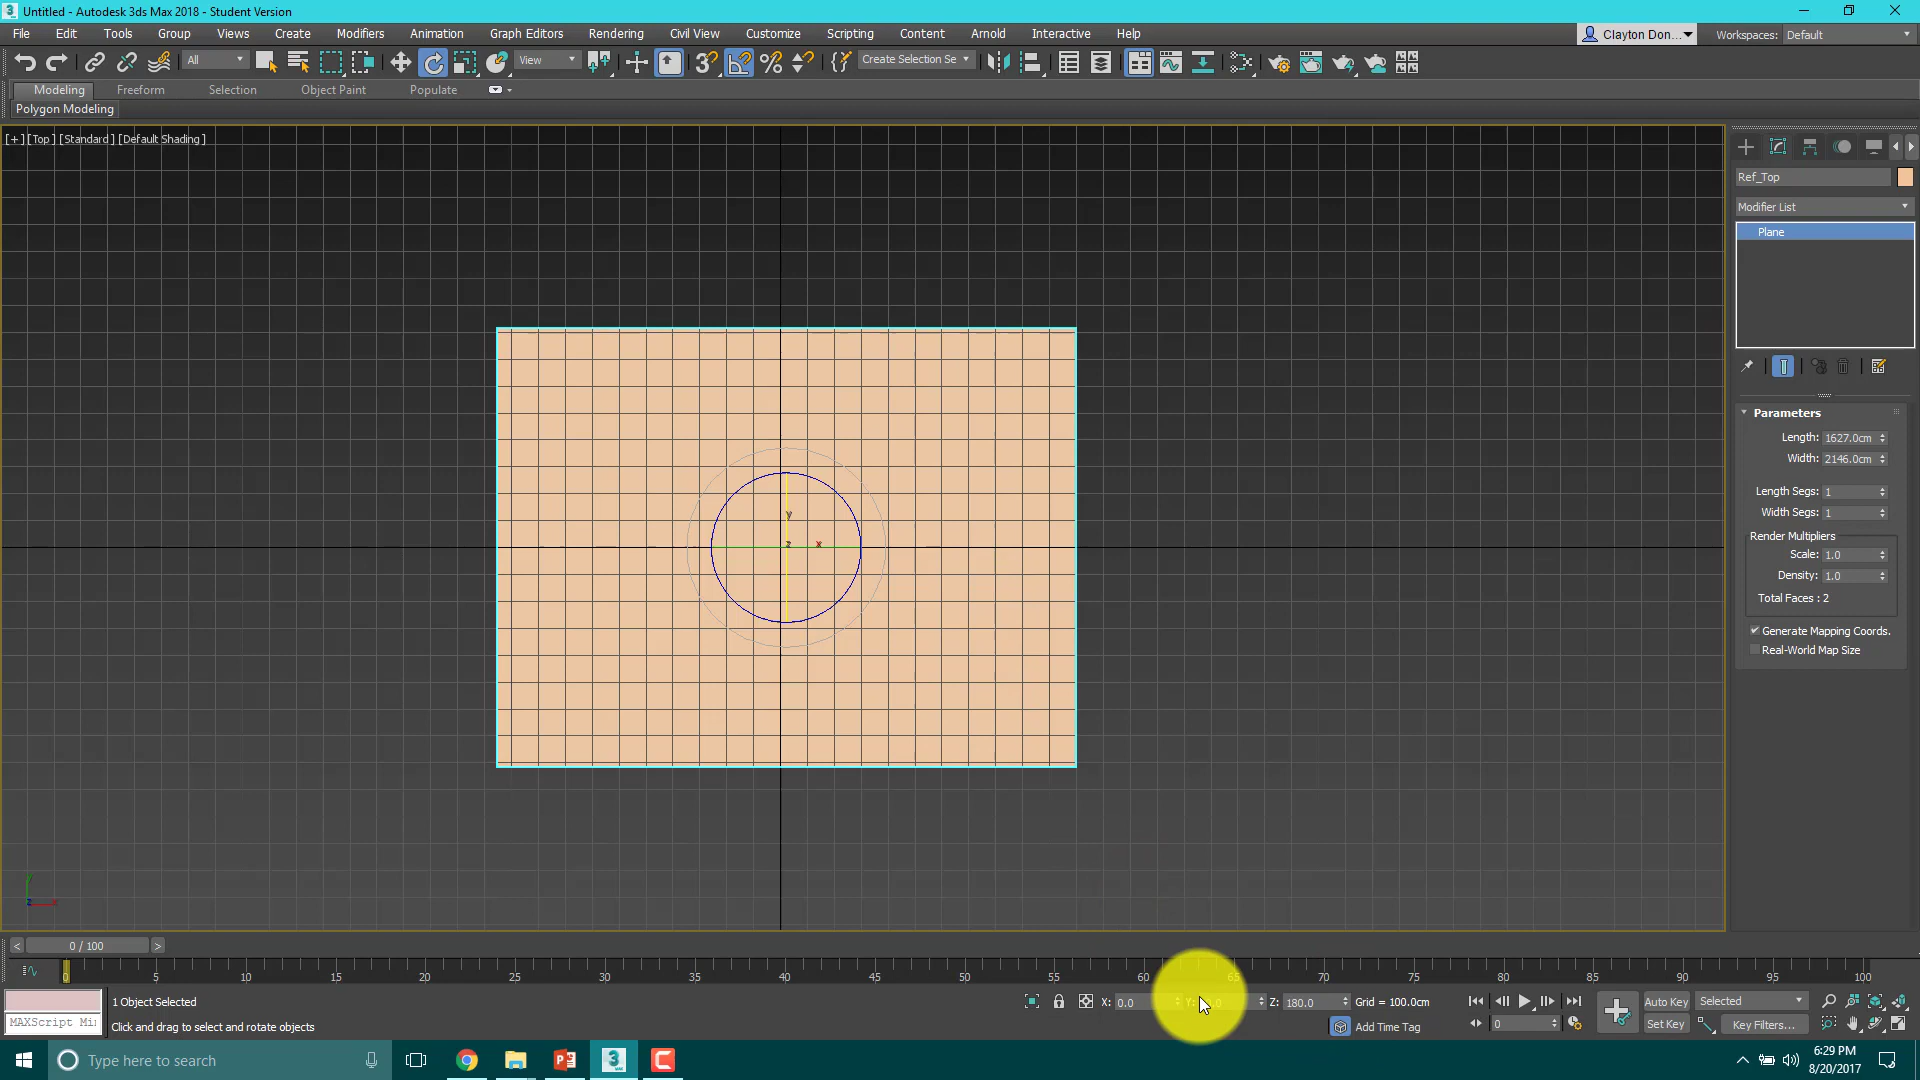 Untitled - Autodesk 3ds Max 2018 - Student Version
File Edit Tools Group Views Create Modifiers Animation Graph Editors Rendering Civil View Customize Scripting Content Arnold Interactive Help
Clayton Don... Workspaces: Default
All View Create Selection Se
Modeling Freeform Selection Object Paint Populate
Polygon Modeling
[+] [Top] [Standard] [Default Shading]
Ref_Top
Modifier List
Plane
Parameters
Length: 1627.0cm
Width: 2146.0cm
Length Segs: 1
Width Segs: 1
Render Multipliers
Scale: 1.0
Density: 1.0
Total Faces : 2
Generate Mapping Coords.
Real-World Map Size
y
z x
y
z x
< 0 / 100 >
0 5 10 15 20 25 30 35 40 45 50 55 60 65 70 75 80 85 90 95 100
1 Object Selected X: 0.0 Y: Z: 180.0 Grid = 100.0cm Auto Key Selected
MAXScript Mi
Click and drag to select and rotate objects Add Time Tag 0 Set Key Key Filters...
Type here to search
6:29 PM
8/20/2017